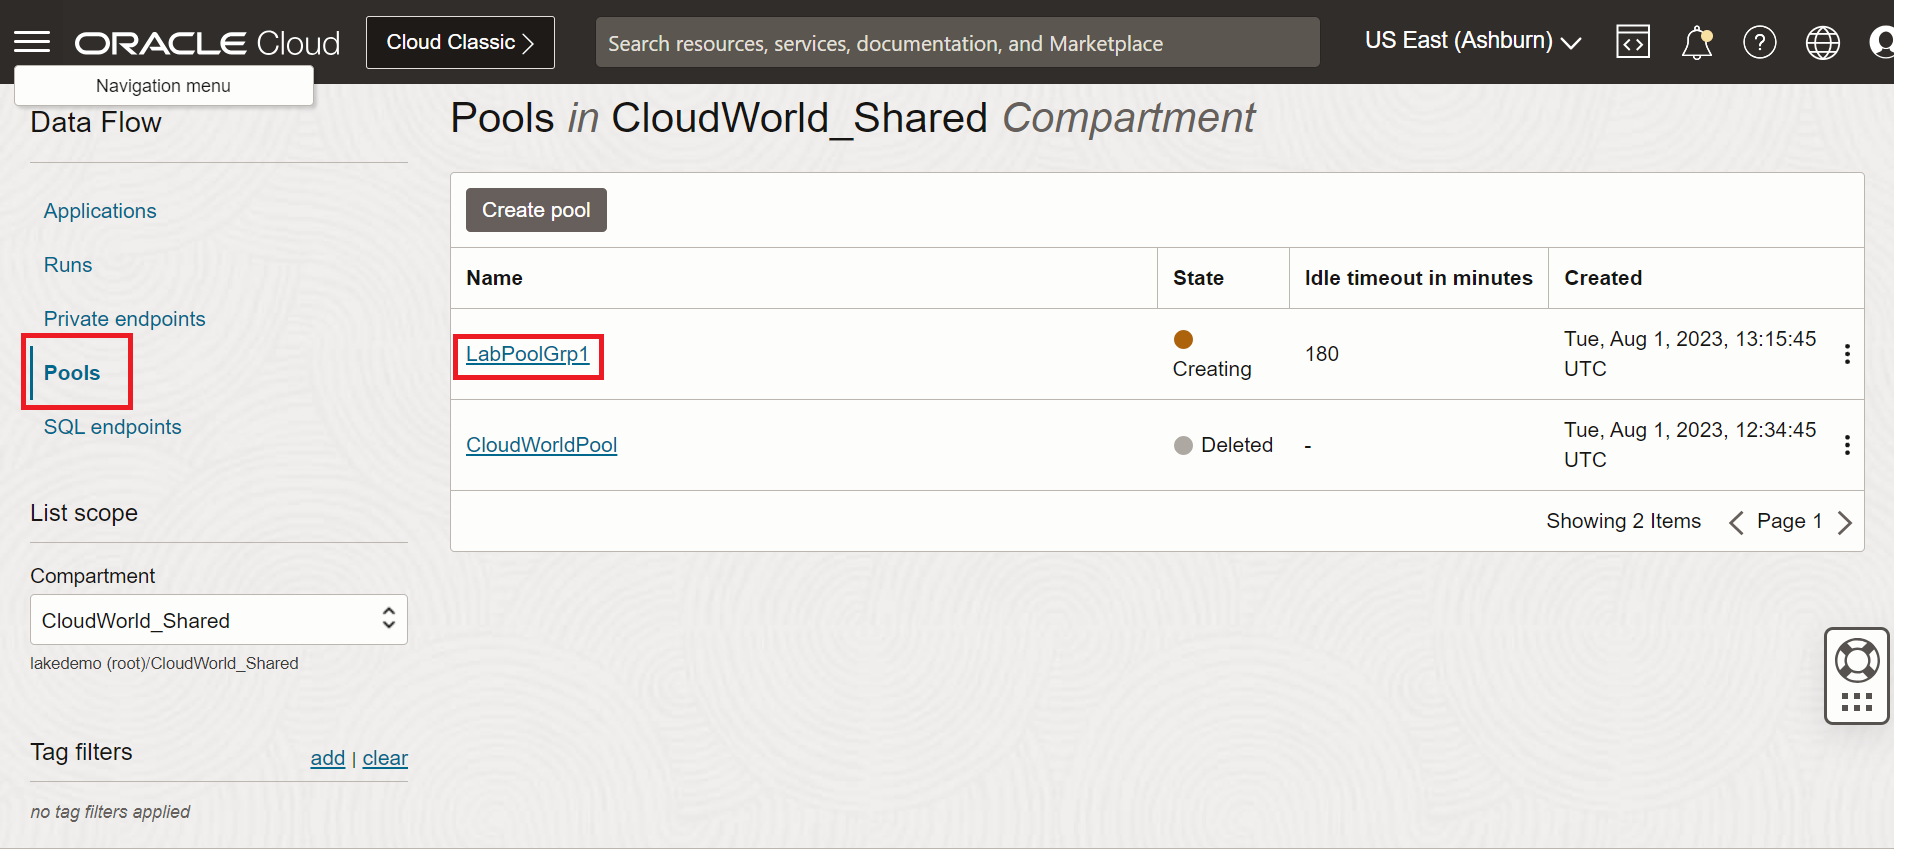 ORACLE Cloud
Cloud Classic
Search resources, services, documentation, and Marketplace
US East (Ashburn)
Navigation menu
Data Flow
Applications
Runs
Private endpoints
Pools
SQL endpoints
List scope
Compartment
CloudWorld_Shared
lakedemo (root)/CloudWorld_Shared
Tag filters
add | clear
no tag filters applied
Pools in CloudWorld_Shared Compartment
Create pool
Name State Idle timeout in minutes Created
LabPoolGrp1 Creating 180 Tue, Aug 1, 2023, 13:15:45
UTC
CloudWorldPool Deleted - Tue, Aug 1, 2023, 12:34:45
UTC
Showing 2 Items Page 1